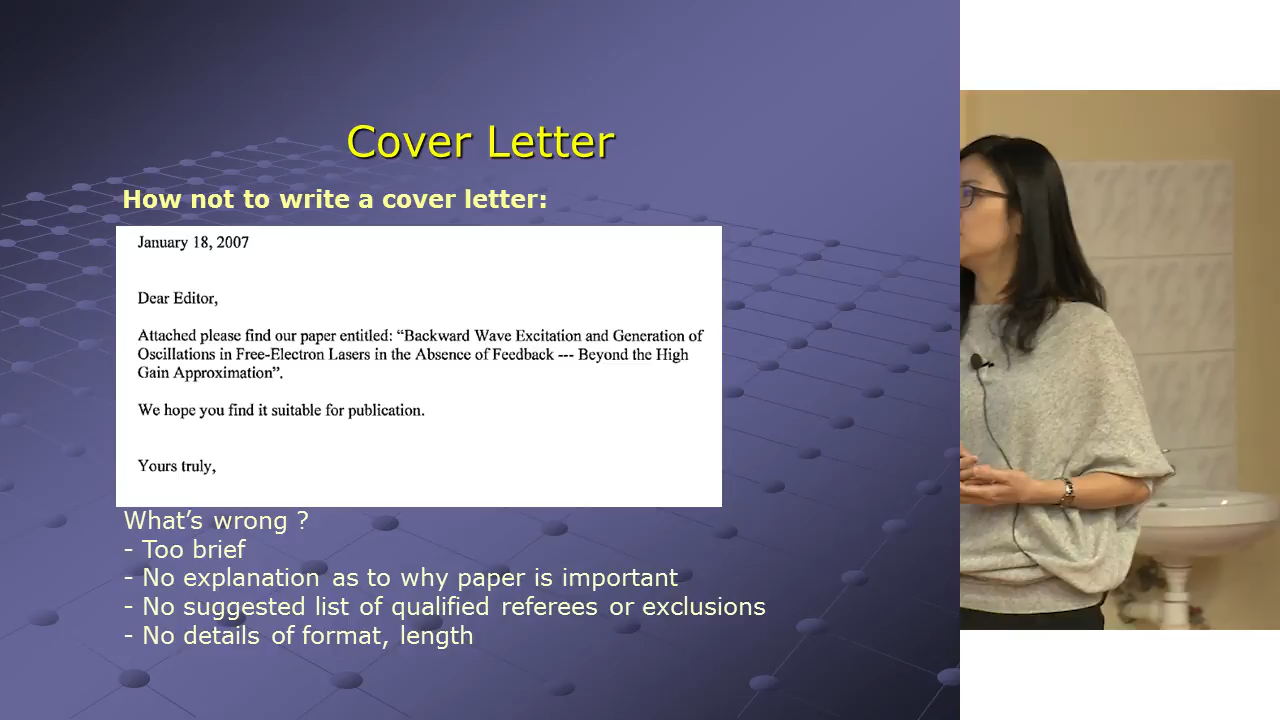 Cover Letter
How not to write a cover letter:
January 18, 2007
Dear Editor,
Attached please find our paper entitled: “Backward Wave Excitation and Generation of
Oscillations in Free-Electron Lasers in the Absence of Feedback --- Beyond the High
Gain Approximation”.
We hope you find it suitable for publication.
Yours truly,
What’s wrong ?
- Too brief
- No explanation as to why paper is important
- No suggested list of qualified referees or exclusions
- No details of format, length